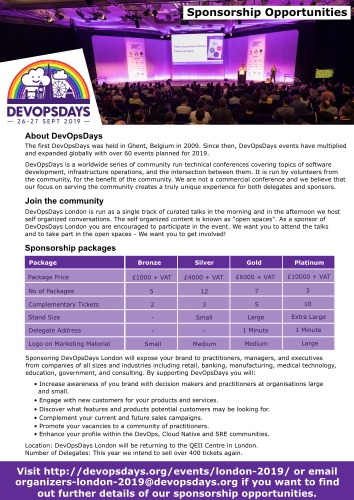 Sponsorship Opportunities
DEVOPSDAYS
26-27 SEPT 2019
About DevOpsDays
The first DevOpsDays was held in Ghent, Belgium in 2009. Since then, DevOpsDays events have multiplied
and expanded globally with over 60 events planned for 2019.
DevOpsDays is a worldwide series of community run technical conferences covering topics of software
development, infrastructure operations, and the intersection between them. It is run by volunteers from
the community, for the benefit of the community. We are not a commercial conference and we believe that
our focus on serving the community creates a truly unique experience for both delegates and sponsors.
Join the community
DevOpsDays London is run as a single track of curated talks in the morning and in the afternoon we host
self organized conversations. The self organized content is known as "open spaces". As a sponsor of
DevOpsDays London you are encouraged to participate in the event. We want you to attend the talks
and to take part in the open spaces - We want you to get involved!
Sponsorship packages
Package Bronze Silver Gold Platinum
Package Price £1000 + VAT £4000 + VAT £6000 + VAT £10000 + VAT
No of Packages 5 12 7 3
Complementary Tickets 2 3 5 10
Stand Size - Small Large Extra Large
Delegate Address - - 1 Minute 1 Minute
Logo on Marketing Material Small Medium Medium Large
Sponsoring DevOpsDays London will expose your brand to practitioners, managers, and executives
from companies of all sizes and industries including retail, banking, manufacturing, medical technology,
education, government, and consulting. By supporting DevOpsDays you will:
• Increase awareness of you brand with decision makers and practitioners at organisations large
and small.
• Engage with new customers for your products and services.
• Discover what features and products potential customers may be looking for.
• Complement your current and future sales campaigns.
• Promote your vacancies to a community of practitioners.
• Enhance your profile within the DevOps, Cloud Native and SRE communities.
Location: DevOpsDays London will be returning to the QEII Centre in London.
Number of Delegates: This year we intend to sell over 400 tickets again.
Visit http://devopsdays.org/events/london-2019/ or email
organizers-london-2019@devopsdays.org if you want to find
out further details of our sponsorship opportunities.